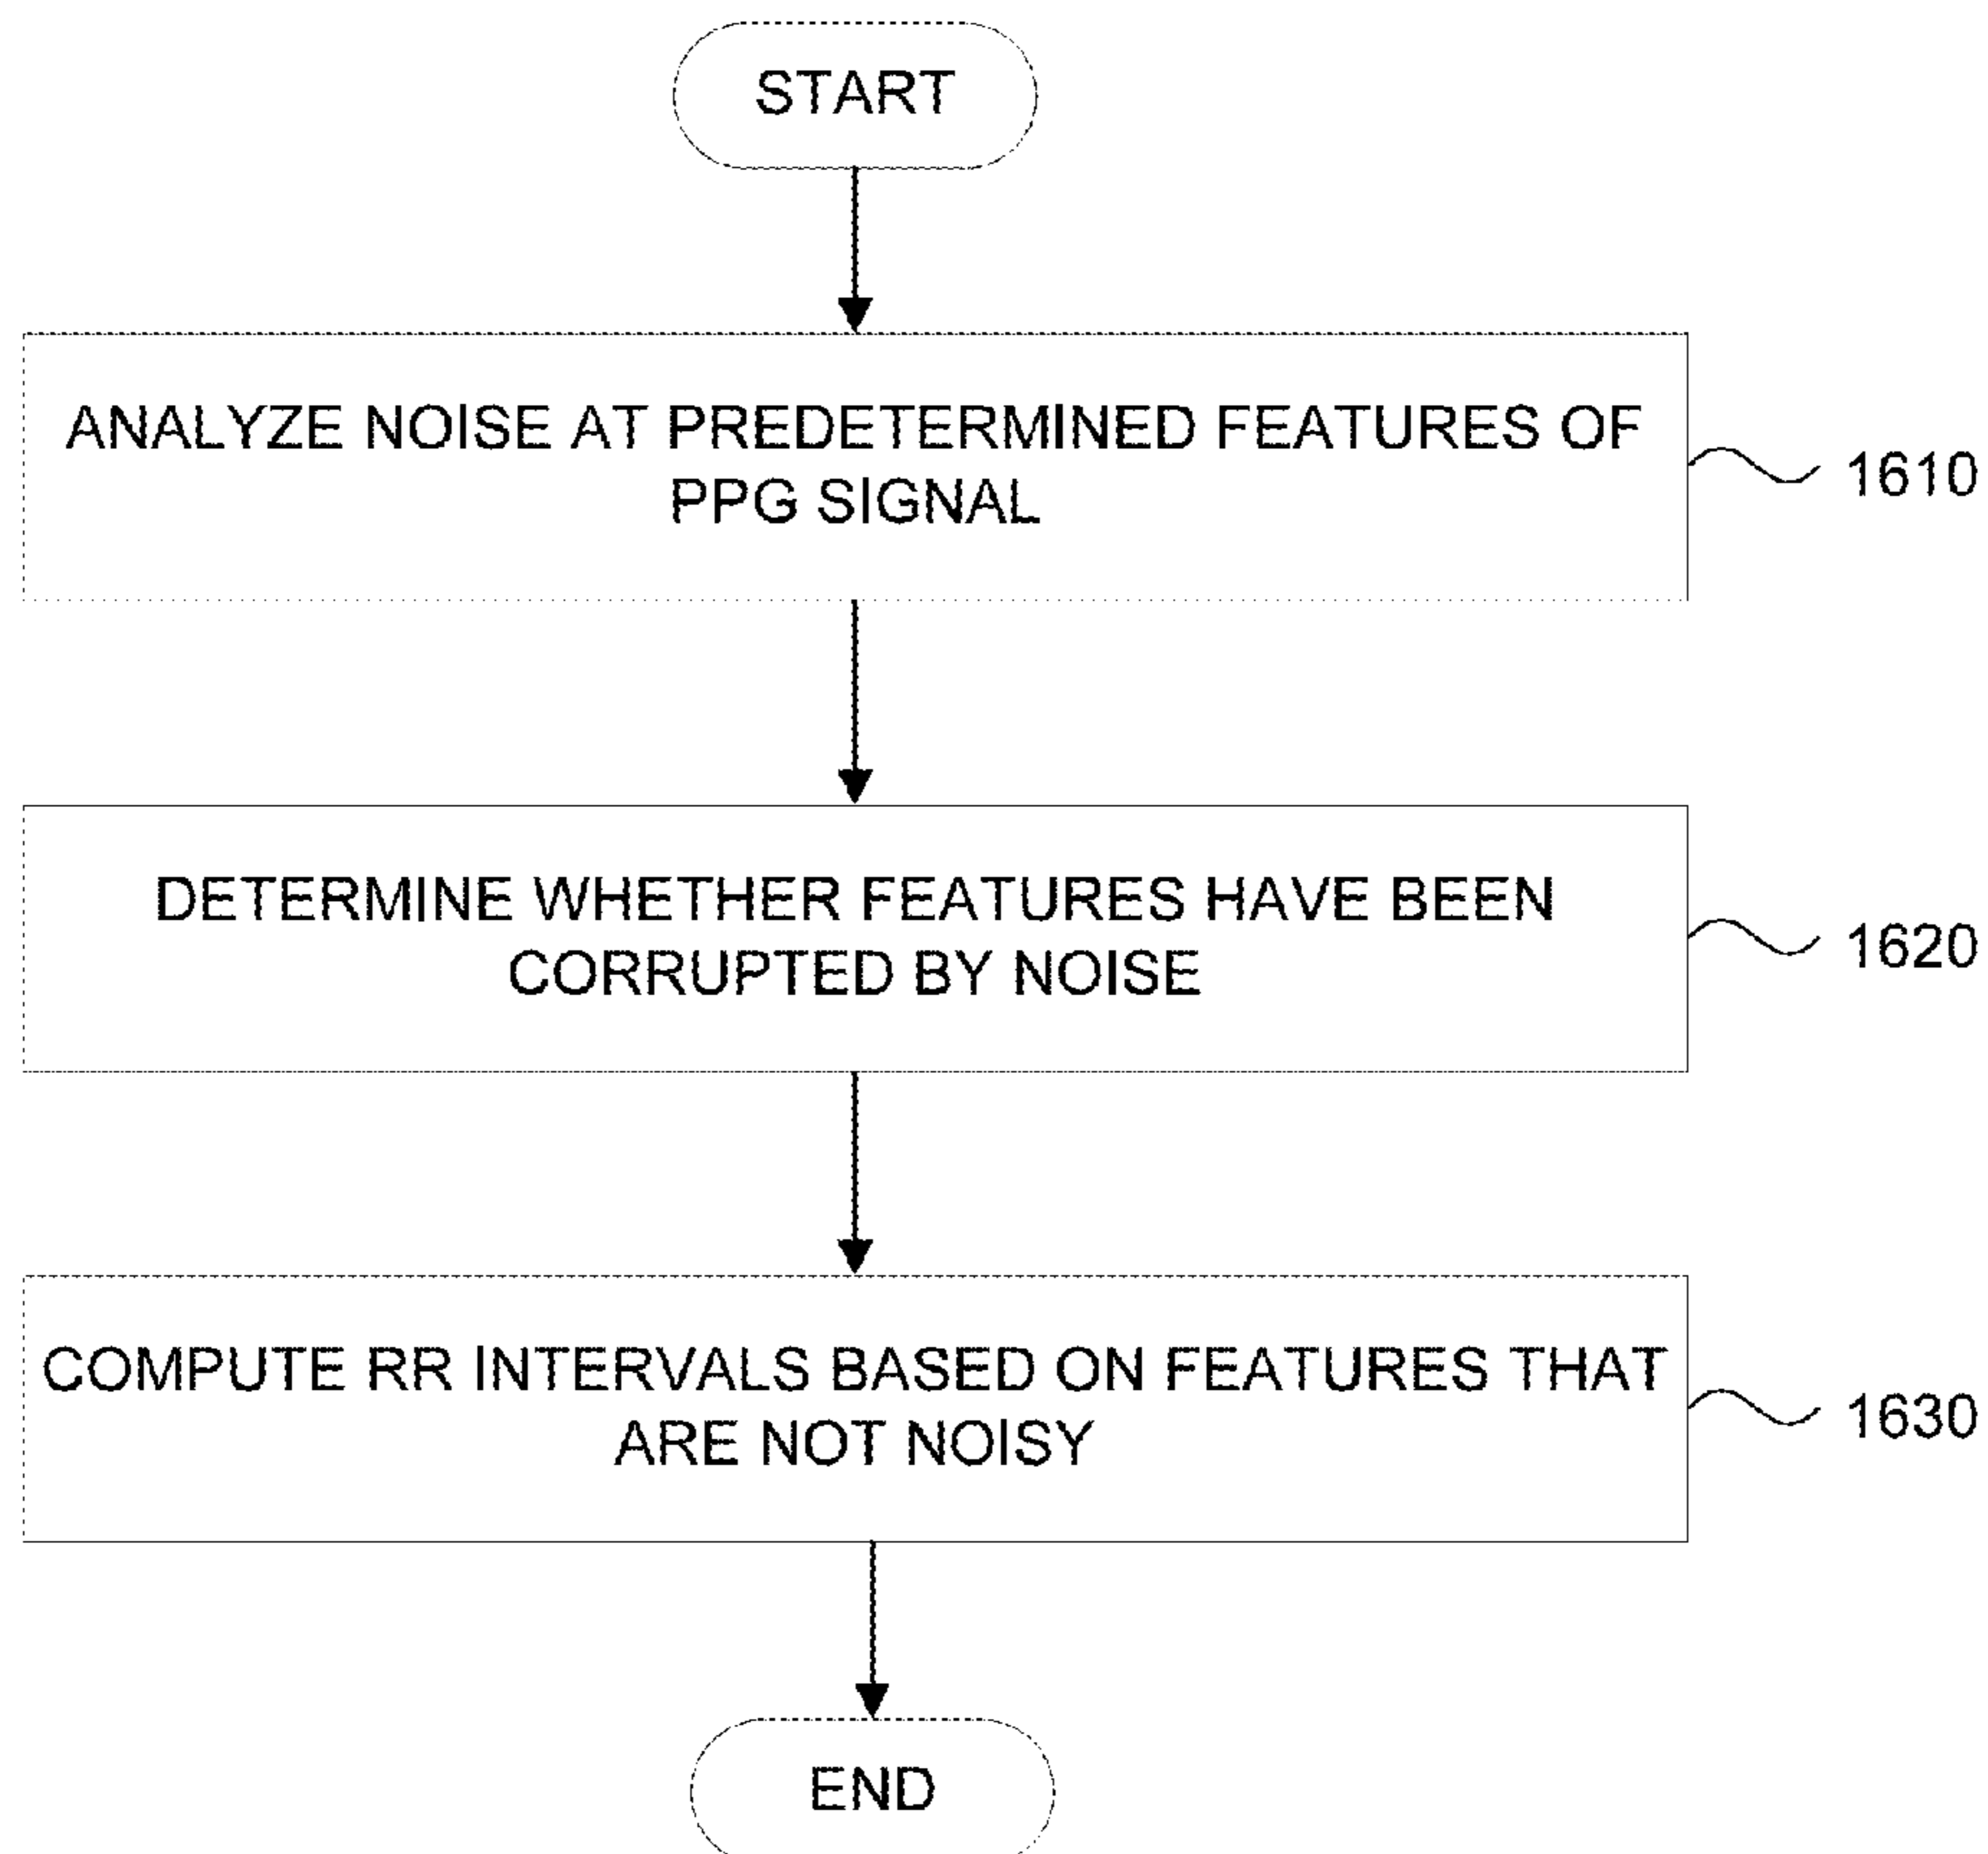 START
ANALYZE NOISE AT PREDETERMINED FEATURES OF
PPG SIGNAL
1610
DETERMINE WHETHER FEATURES HAVE BEEN
CORRUPTED BY NOISE
1620
COMPUTE RR INTERVALS BASED ON FEATURES THAT
ARE NOT NOISY
1630
END